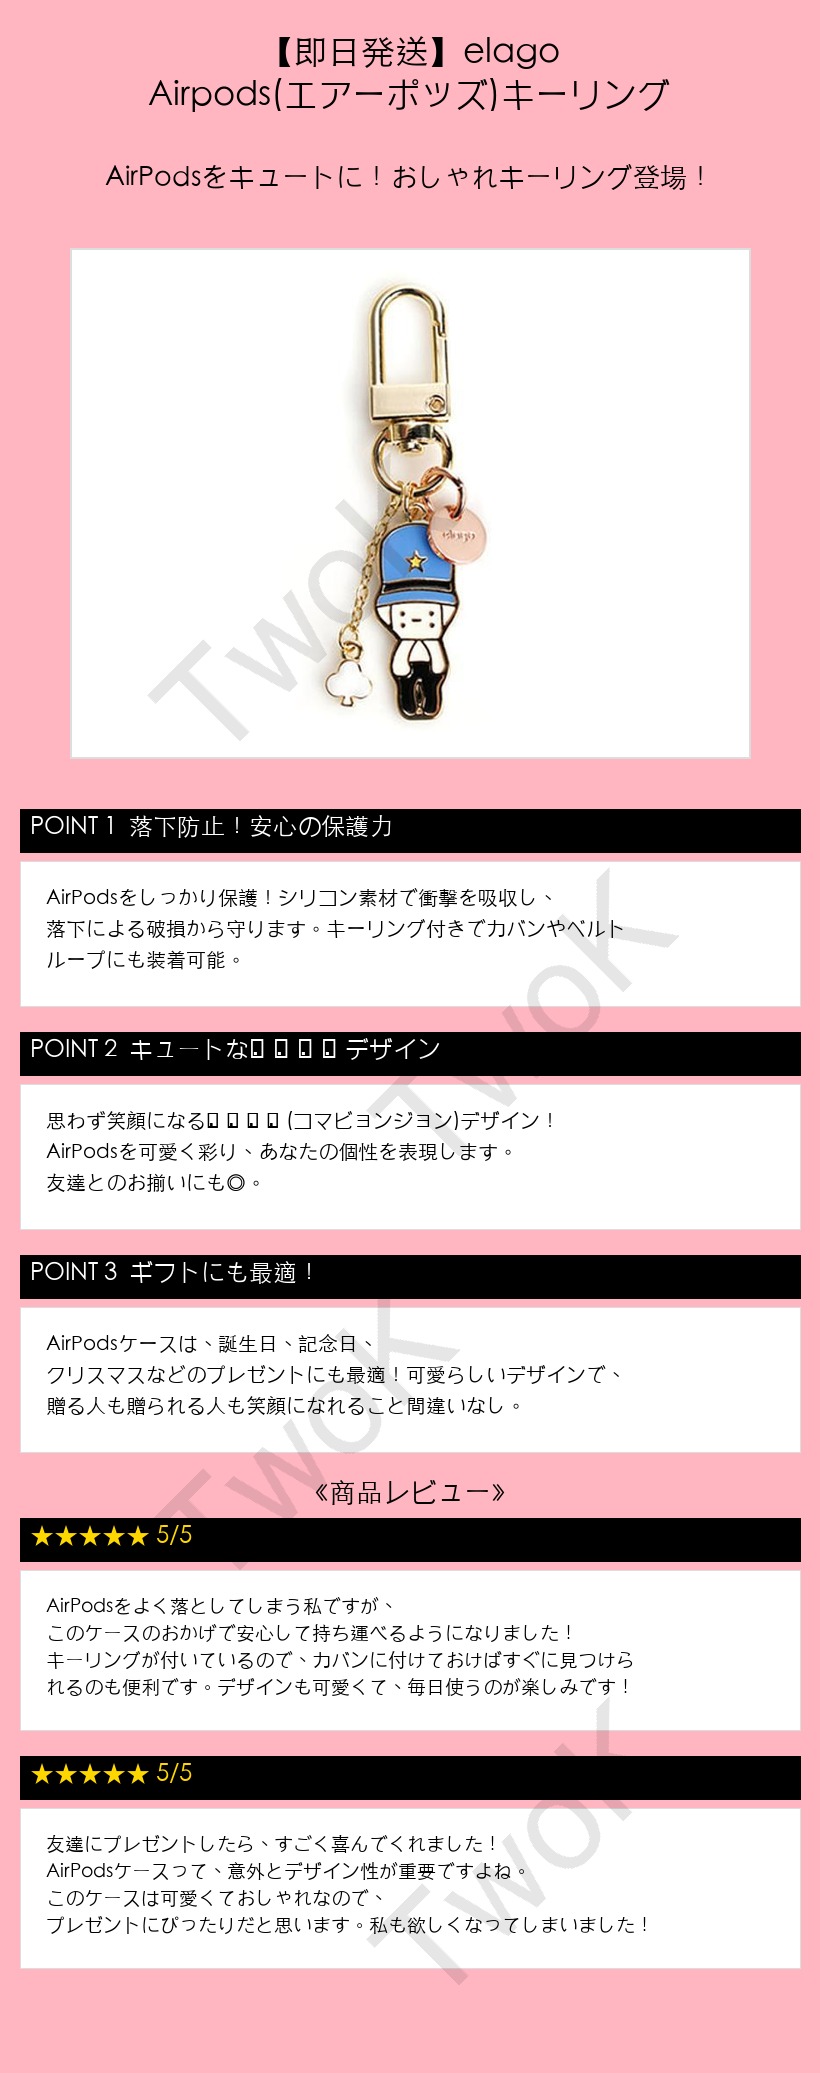 【即日発送】elago
Airpods(エアーポッズ)キーリング
AirPodsをキュートに！おしゃれキーリング登場！
elago
TwoK
POINT 1 落下防止！安心の保護力
AirPodsをしっかり保護！シリコン素材で衝撃を吸収し、
落下による破損から守ります。キーリング付きでカバンやベルト
ループにも装着可能。
TwoK
POINT 2 キュートな デザイン
思わず笑顔になる (コマビョンジョン)デザイン！
AirPodsを可愛く彩り、あなたの個性を表現します。
友達とのお揃いにも◎。
POINT 3 ギフトにも最適！
AirPodsケースは、誕生日、記念日、
クリスマスなどのプレゼントにも最適！可愛らしいデザインで、
贈る人も贈られる人も笑顔になれること間違いなし。
TwoK
《商品レビュー》
★★★★★ 5/5
AirPodsをよく落としてしまう私ですが、
このケースのおかげで安心して持ち運べるようになりました！
キーリングが付いているので、カバンに付けておけばすぐに見つけら
れるのも便利です。デザインも可愛くて、毎日使うのが楽しみです！
★★★★★ 5/5
友達にプレゼントしたら、すごく喜んでくれました！
AirPodsケースって、意外とデザイン性が重要ですよね。
このケースは可愛くておしゃれなので、
プレゼントにぴったりだと思います。私も欲しくなってしまいました！
TwoK